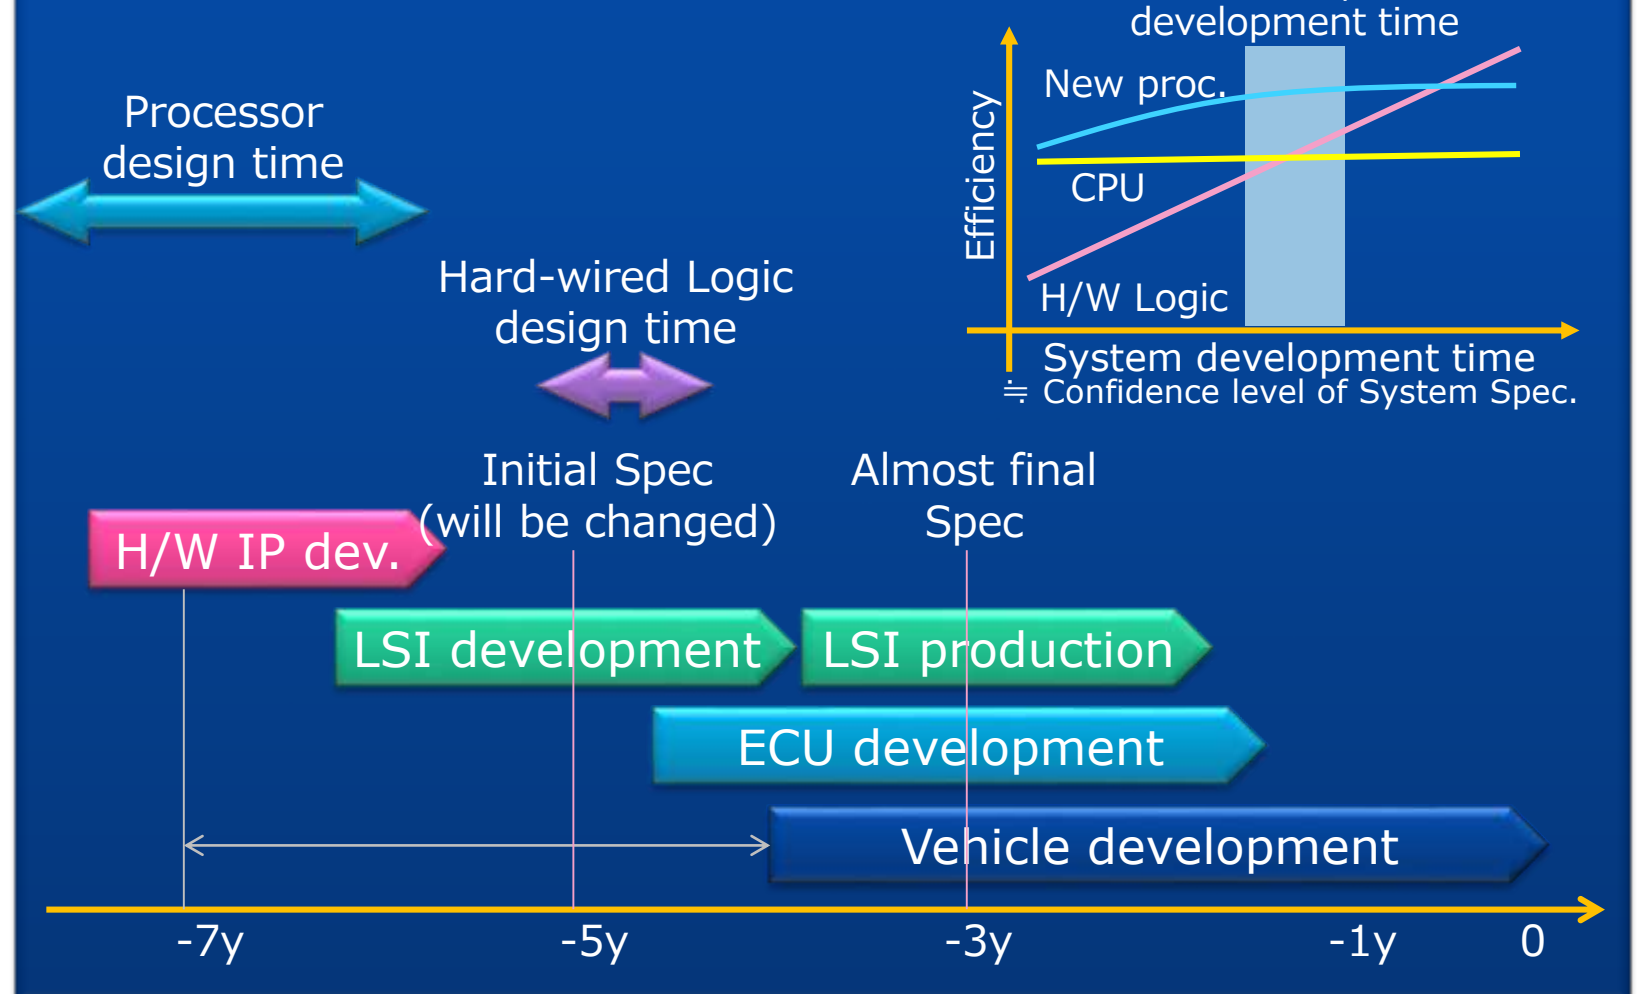 development time
New proc.
Efficiency
CPU
H/W Logic
System development time
≒ Confidence level of System Spec.
Processor
design time
Hard-wired Logic
design time
Initial Spec
(will be changed)
Almost final
Spec
H/W IP dev.
LSI development
LSI production
ECU development
Vehicle development
-7y
-5y
-3y
-1y
0